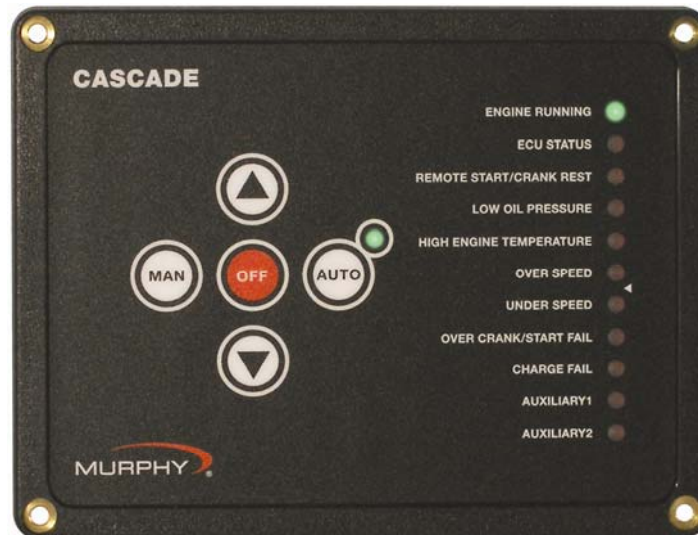 CASCADE
MAN
OFF
AUTO
ENGINE RUNNING
ECU STATUS
REMOTE START/CRANK REST
LOW OIL PRESSURE
HIGH ENGINE TEMPERATURE
OVER SPEED
UNDER SPEED
OVER CRANK/START FAIL
CHARGE FAIL
AUXILIARY1
AUXILIARY2
MURPHY®